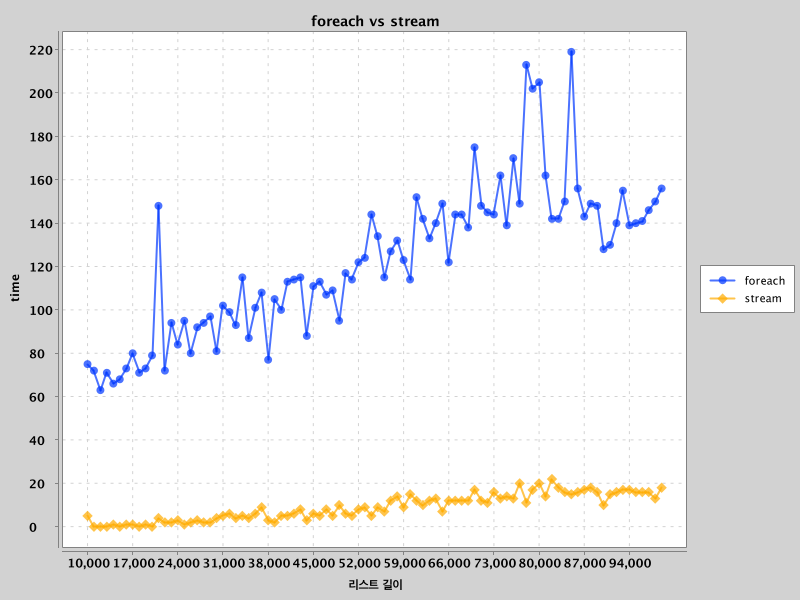 foreach vs stream
220
200
180
160
140
120
100
80
60
40
20
0
time
10,000 17,000 24,000 31,000 38,000 45,000 52,000 59,000 66,000 73,000 80,000 87,000 94,000
리스트 길이
foreach
stream